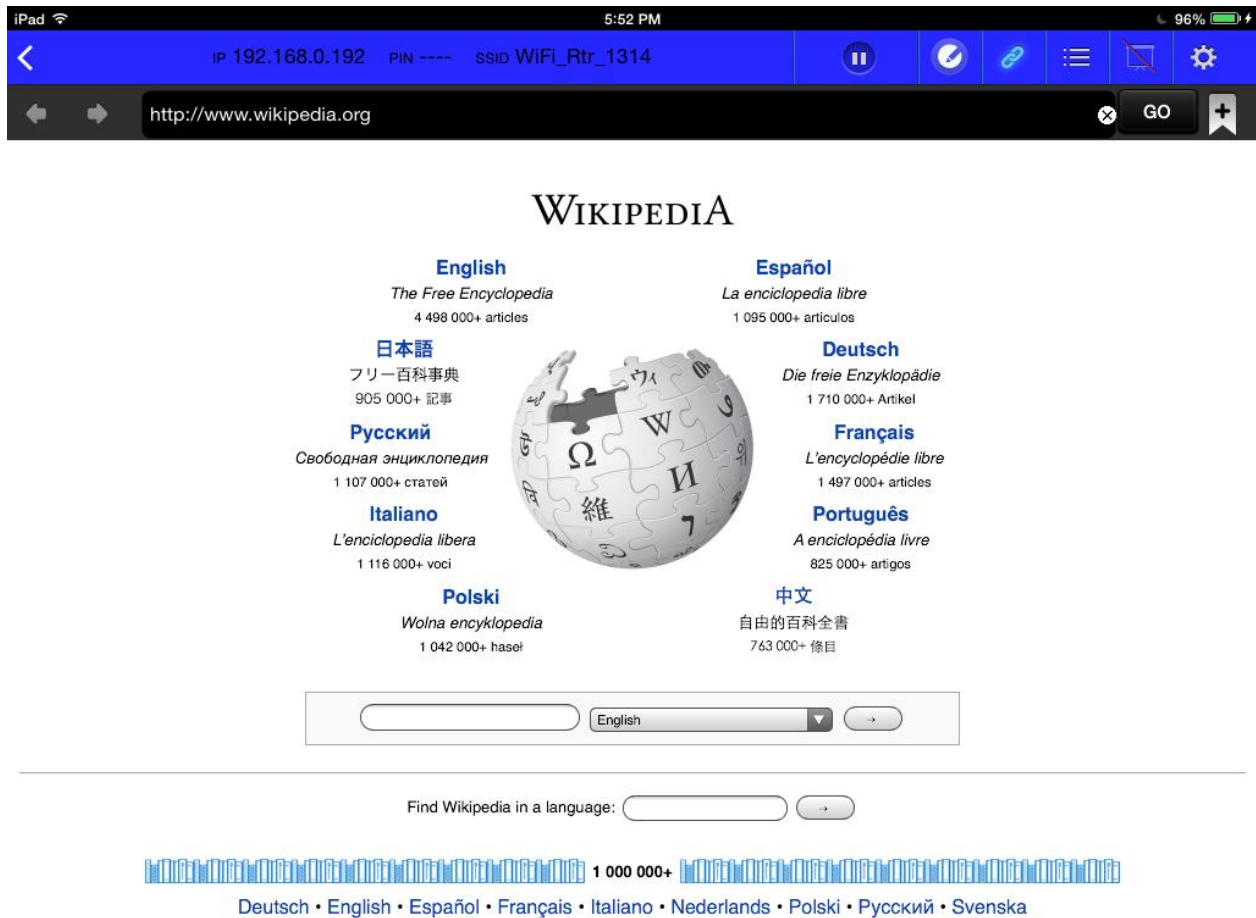 iPad 5:52 PM 96%
IP 192.168.0.192 PIN ---- SSID WiFi_Rtr_1314
http://www.wikipedia.org GO
WIKIPEDIA
English Español
The Free Encyclopedia La enciclopedia libre
4 498 000+ articles 1 095 000+ artículos
日本語 Deutsch
フリー百科事典 Die freie Enzyklopädie
905 000+ 記事 1 710 000+ Artikel
Русский Français
Свободная энциклопедия L'encyclopédie libre
1 107 000+ статей 1 497 000+ articles
Italiano Português
L'enciclopedia libera A enciclopédia livre
1 116 000+ voci 825 000+ artigos
Polski 中文
Wolna encyklopedia 自由的百科全書
1 042 000+ haseł 763 000+ 條目
Ω W И ウィ 維 7
English →
Find Wikipedia in a language: →
1 000 000+
Deutsch • English • Español • Français • Italiano • Nederlands • Polski • Русский • Svenska